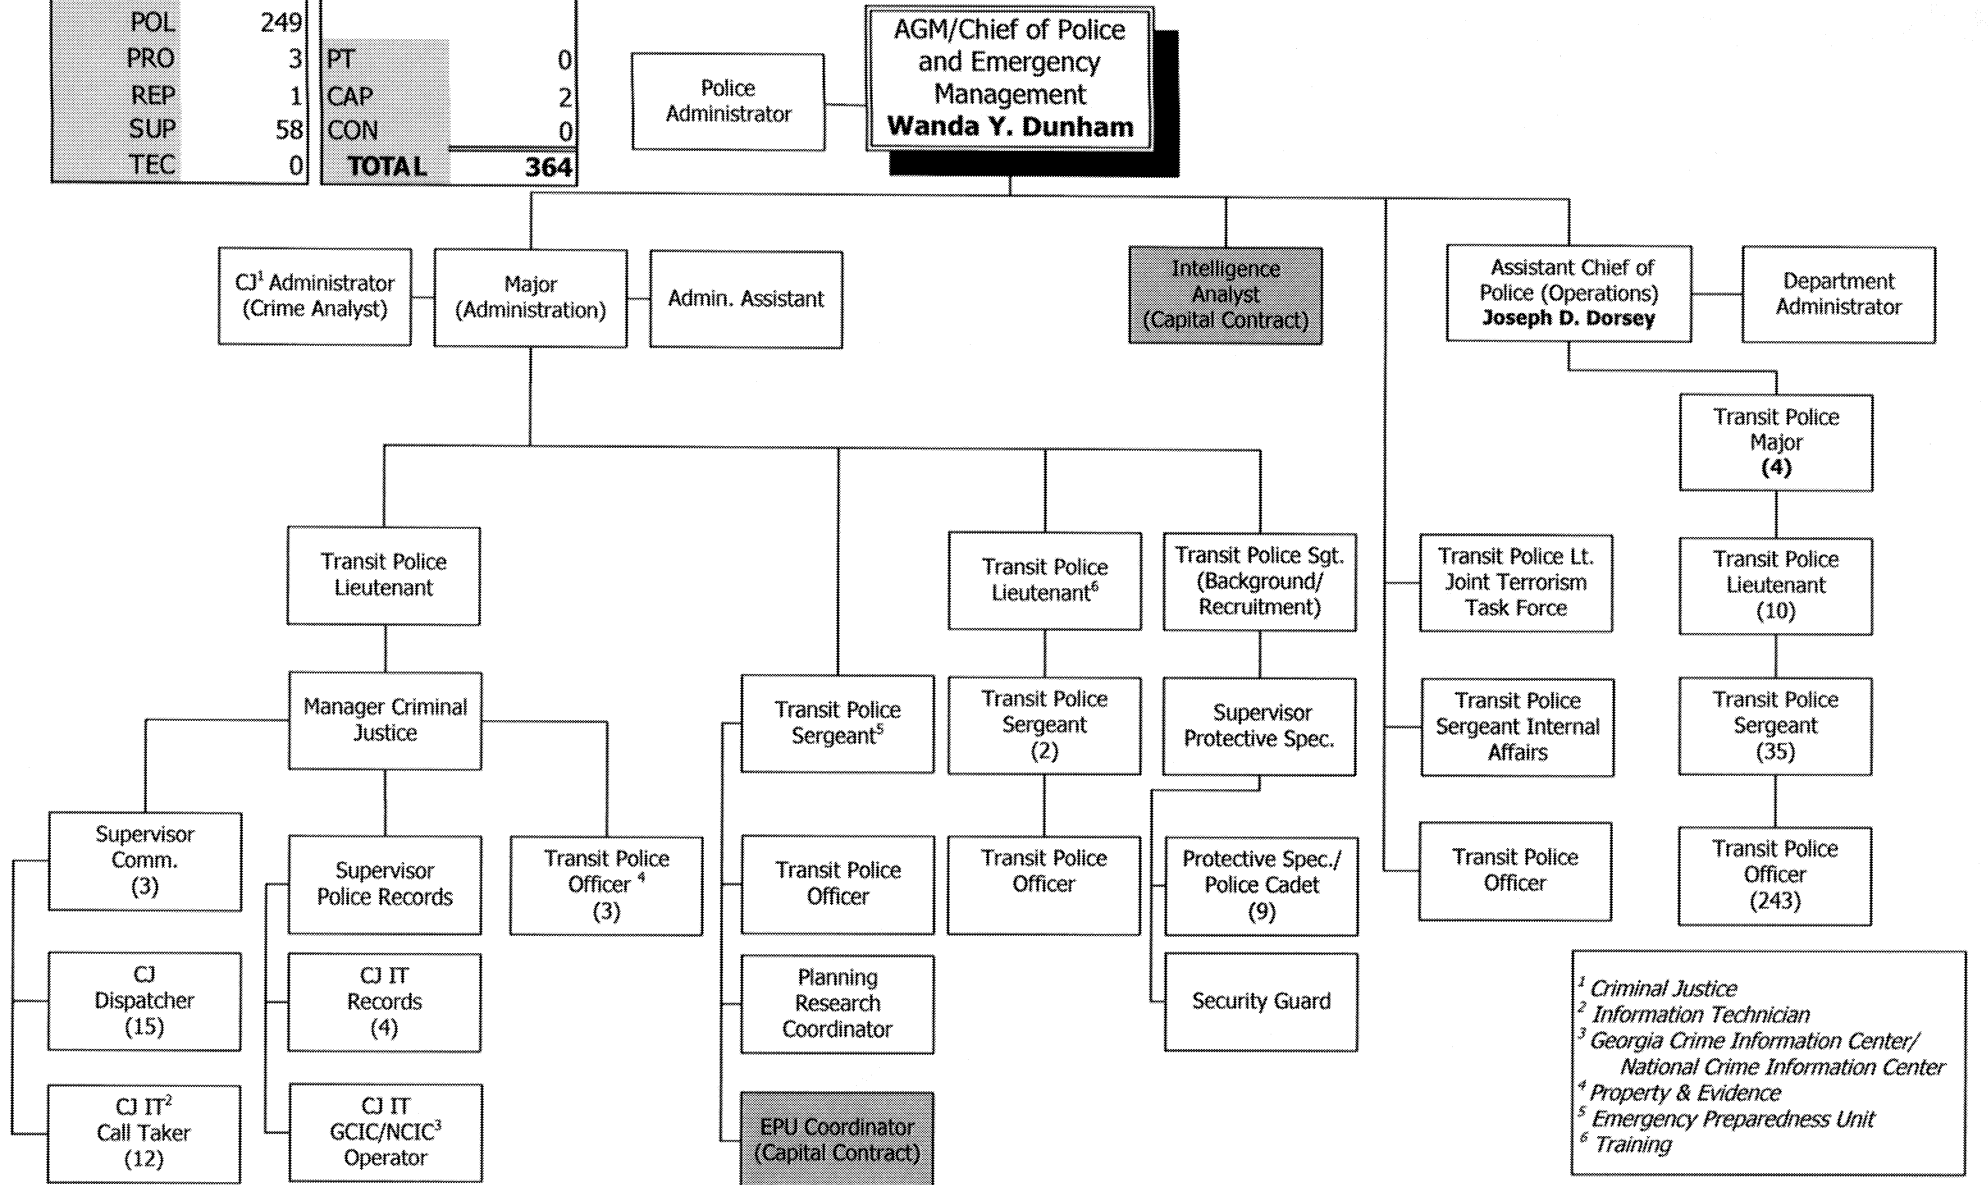 POL 249
PRO 3
REP 1
SUP 58
TEC 0
PT 0
CAP 2
CON 0
TOTAL 364
Police
Administrator
AGM/Chief of Police
and Emergency
Management
Wanda Y. Dunham
CJ¹ Administrator
(Crime Analyst)
Major
(Administration)
Admin. Assistant
Intelligence
Analyst
(Capital Contract)
Assistant Chief of
Police (Operations)
Joseph D. Dorsey
Department
Administrator
Transit Police
Major
(4)
Transit Police
Lieutenant
Transit Police
Lieutenant⁶
Transit Police Sgt.
(Background/
Recruitment)
Transit Police Lt.
Joint Terrorism
Task Force
Transit Police
Lieutenant
(10)
Manager Criminal
Justice
Transit Police
Sergeant⁵
Transit Police
Sergeant
(2)
Supervisor
Protective Spec.
Transit Police
Sergeant Internal
Affairs
Transit Police
Sergeant
(35)
Supervisor
Comm.
(3)
Supervisor
Police Records
Transit Police
Officer ⁴
(3)
Transit Police
Officer
Transit Police
Officer
Protective Spec./
Police Cadet
(9)
Transit Police
Officer
Transit Police
Officer
(243)
CJ
Dispatcher
(15)
CJ IT
Records
(4)
Planning
Research
Coordinator
Security Guard
CJ IT²
Call Taker
(12)
CJ IT
GCIC/NCIC³
Operator
EPU Coordinator
(Capital Contract)
¹ Criminal Justice
² Information Technician
³ Georgia Crime Information Center/
National Crime Information Center
⁴ Property & Evidence
⁵ Emergency Preparedness Unit
⁶ Training